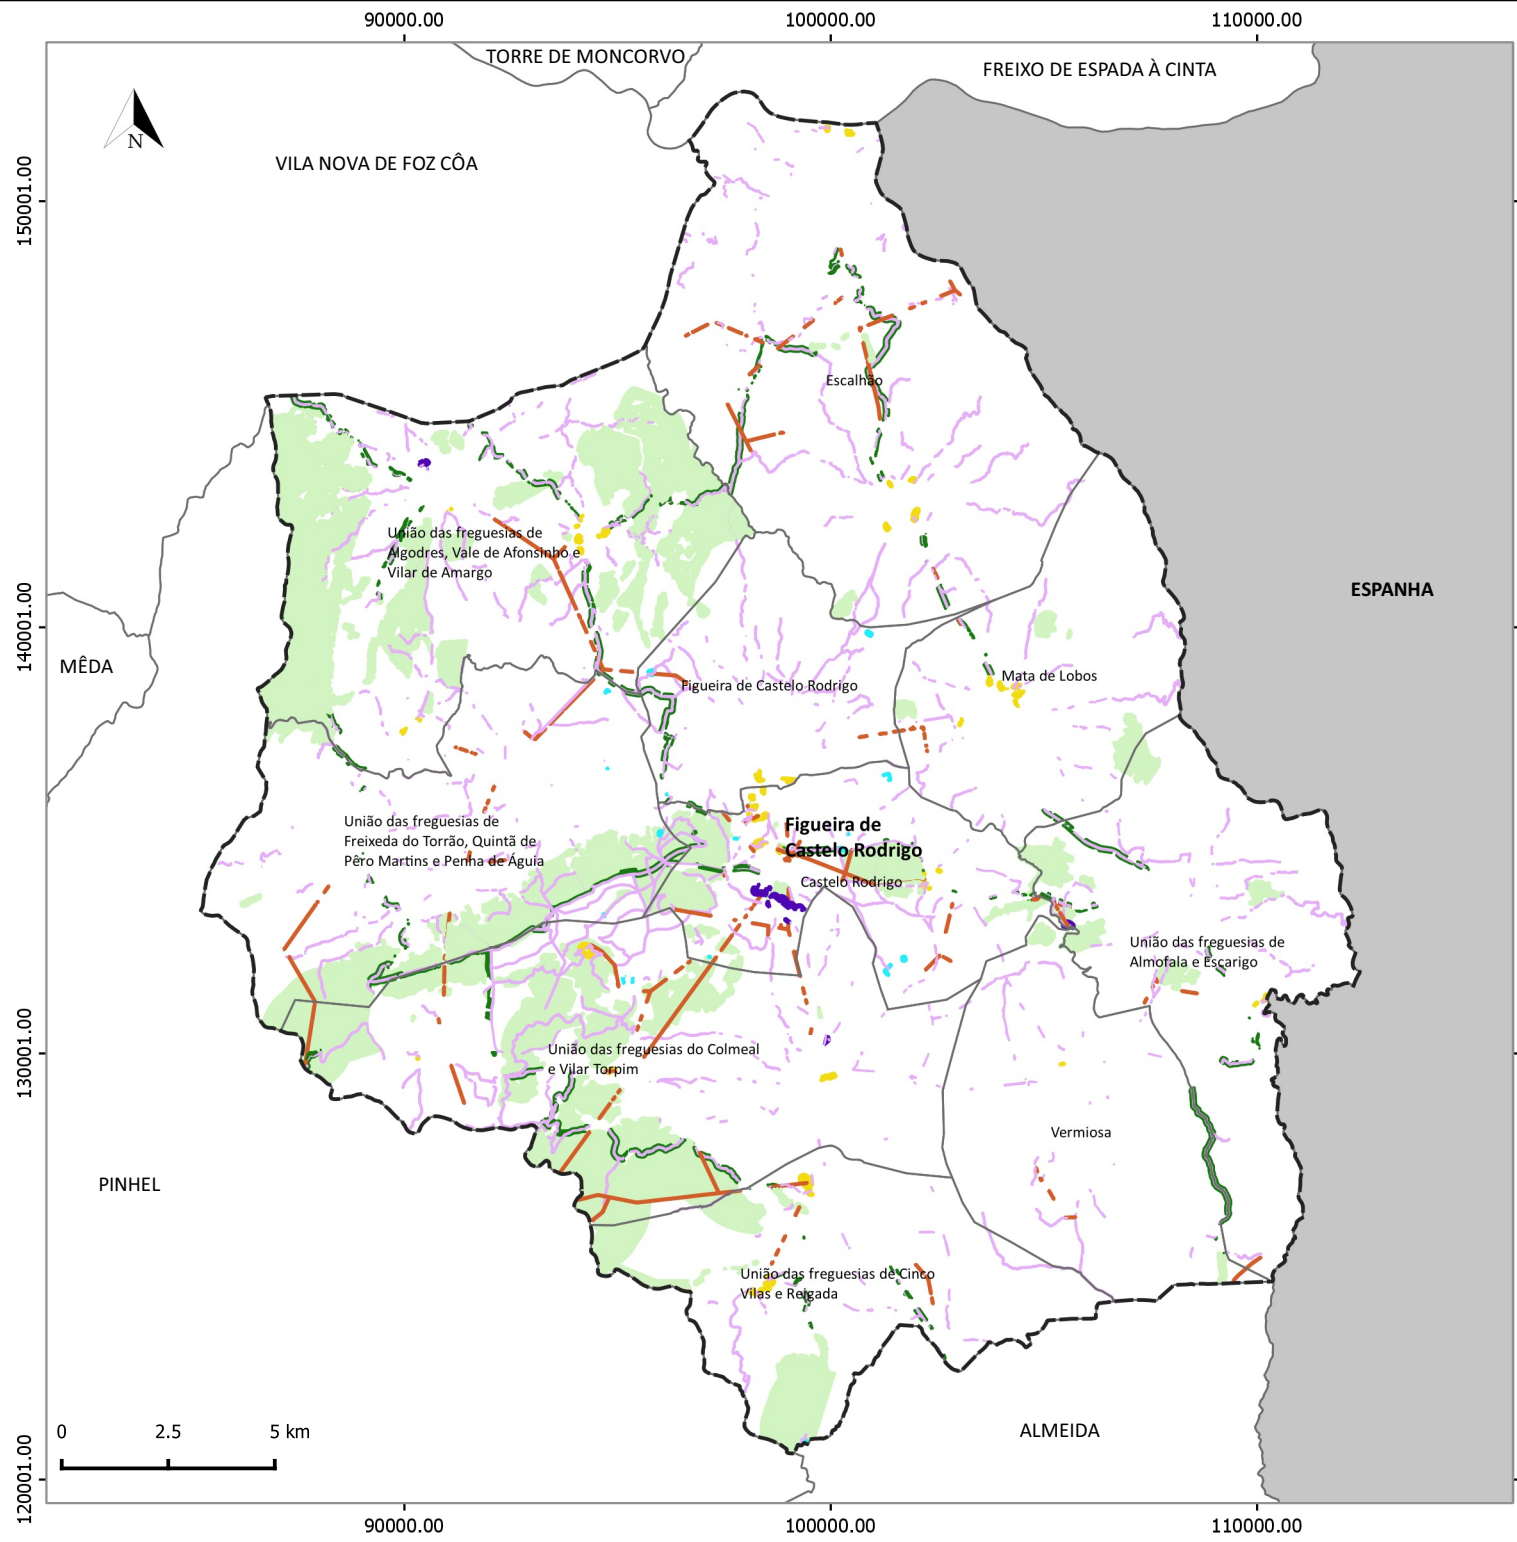 90000.00
100000.00
110000.00
TORRE DE MONCORVO
FREIXO DE ESPADA À CINTA
N
VILA NOVA DE FOZ CÔA
150001.00
Escalhão
União das freguesias de
Algodres, Vale de Afonsinho e
Vilar de Amargo
ESPANHA
140001.00
MÊDA
Mata de Lobos
Figueira de Castelo Rodrigo
União das freguesias de
Freixeda do Torrão, Quintã de
Pêro Martins e Penha de Águia
Figueira de
Castelo Rodrigo
Castelo Rodrigo
União das freguesias de
Almofala e Escarigo
130001.00
União das freguesias do Colmeal
e Vilar Torpim
Vermiosa
PINHEL
União das freguesias de Cinco
Vilas e Reigada
0
2.5
5 km
ALMEIDA
120001.00
90000.00
100000.00
110000.00